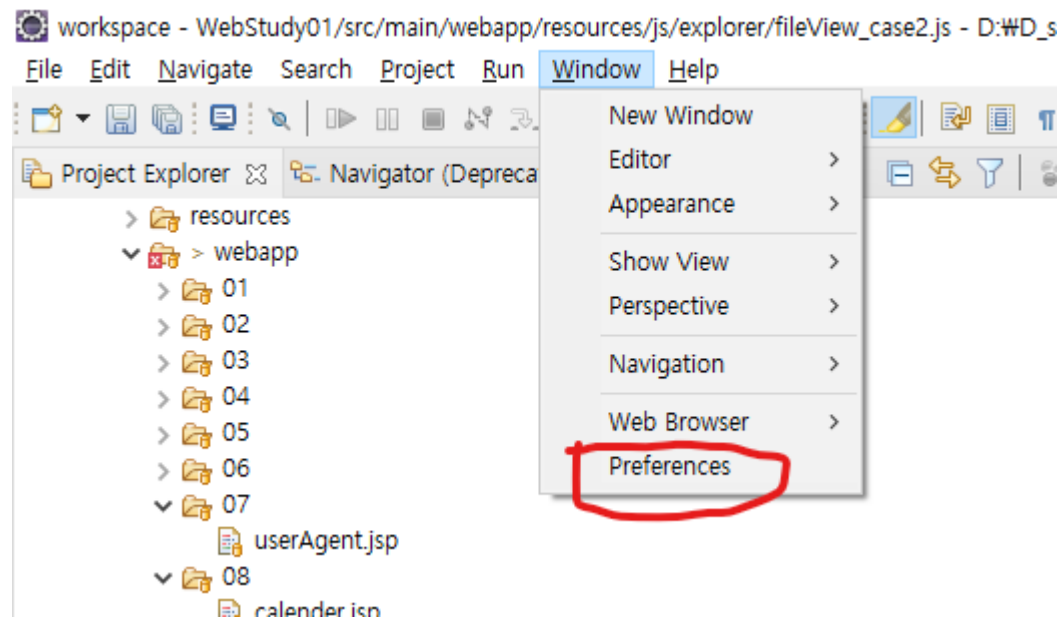 workspace - WebStudy01/src/main/webapp/resources/js/explorer/fileView_case2.js - D:₩D_s
File Edit Navigate Search Project Run Window Help
New Window
Project Explorer Navigator (Depreca
Editor
Appearance
resources
> webapp
Show View
01
Perspective
02
03
Navigation
04
Web Browser
05
Preferences
06
07
userAgent.jsp
08
calender.jsp